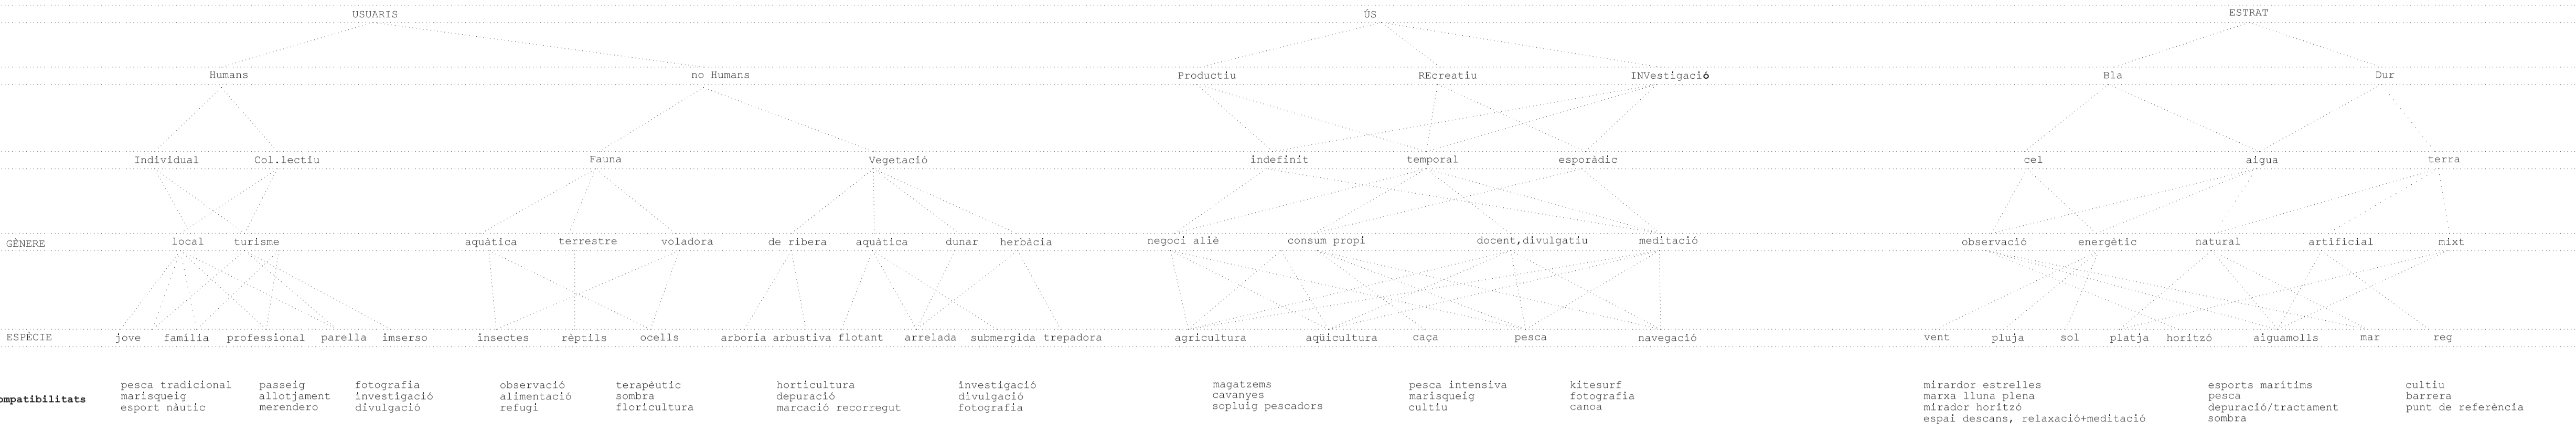 USUARIS ÚS ESTRAT
Humans no Humans Productiu REcreatiu INVestigació Bla Dur
Individual Col.lectiu Fauna Vegetació indefinit temporal esporàdic cel aigua terra
GÈNERE local turisme aquàtica terrestre voladora de ribera aquàtica dunar herbàcia negoci aliè consum propi docent,divulgatiu meditació observació energètic natural artificial mixt
ESPÈCIE jove família professional parella imserso insectes rèptils ocells arboria arbustiva flotant arrelada submergida trepadora agricultura aqüicultura caça pesca navegació vent pluja sol platja horitzó aiguamolls mar reg
ompatibilitats
pesca tradicional
marisqueig
esport nàutic
passeig
allotjament
merendero
fotografia
investigació
divulgació
observació
alimentació
refugi
terapèutic
sombra
floricultura
horticultura
depuració
marcació recorregut
investigació
divulgació
fotografia
magatzems
cavanyes
sopluig pescadors
pesca intensiva
marisqueig
cultiu
kitesurf
fotografia
canoa
mirardor estrelles
marxa lluna plena
mirador horitzó
espai descans, relaxació+meditació
esports marítims
pesca
depuració/tractament
sombra
cultiu
barrera
punt de referència